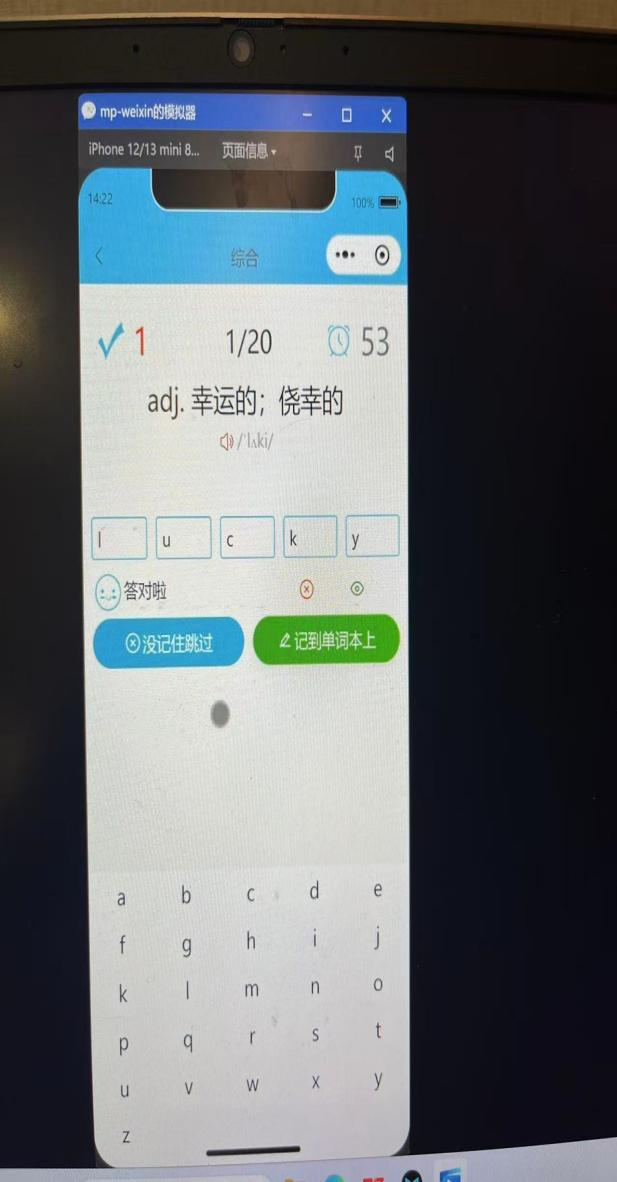 mp-weixin的模拟器
iPhone 12/13 mini 8... 页面信息
14:22 100%
综合
1 1/20 53
adj. 幸运的；侥幸的
/ˈlʌki/
l u c k y
答对啦
没记住跳过 记到单词本上
a b c d e
f g h i j
k l m n o
p q r s t
u v w x y
z